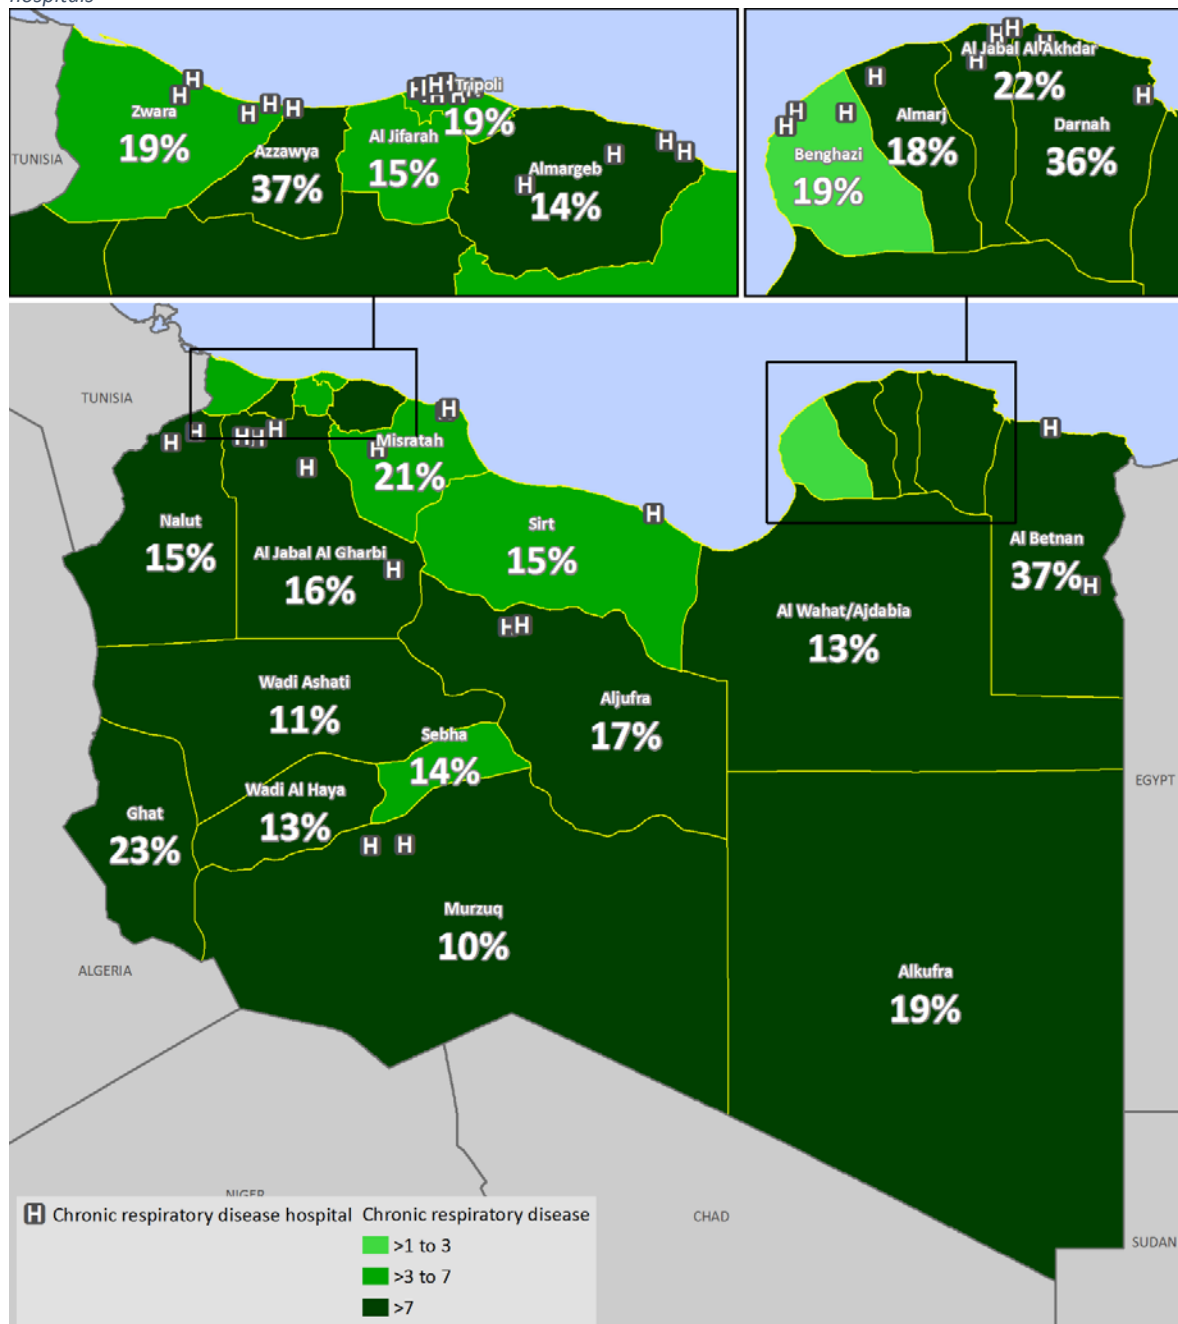 hospitals
Zwara
19%
TUNISIA
Azzawya
37%
Al Jifarah
15%
Tripoli
19%
Almargeb
14%
Al Jabal Al Akhdar
22%
Almarj
18%
Darnah
36%
Benghazi
19%
TUNISIA
Misratah
21%
Nalut
15%
Al Jabal Al Gharbi
16%
Sirt
15%
Al Betnan
37%
Al Wahat/Ajdabia
13%
Wadi Ashati
11%
Aljufra
17%
Sebha
14%
Wadi Al Haya
13%
Ghat
23%
EGYPT
Murzuq
10%
Alkufra
19%
ALGERIA
NIGER
CHAD
SUDAN
H Chronic respiratory disease hospital
Chronic respiratory disease
>1 to 3
>3 to 7
>7